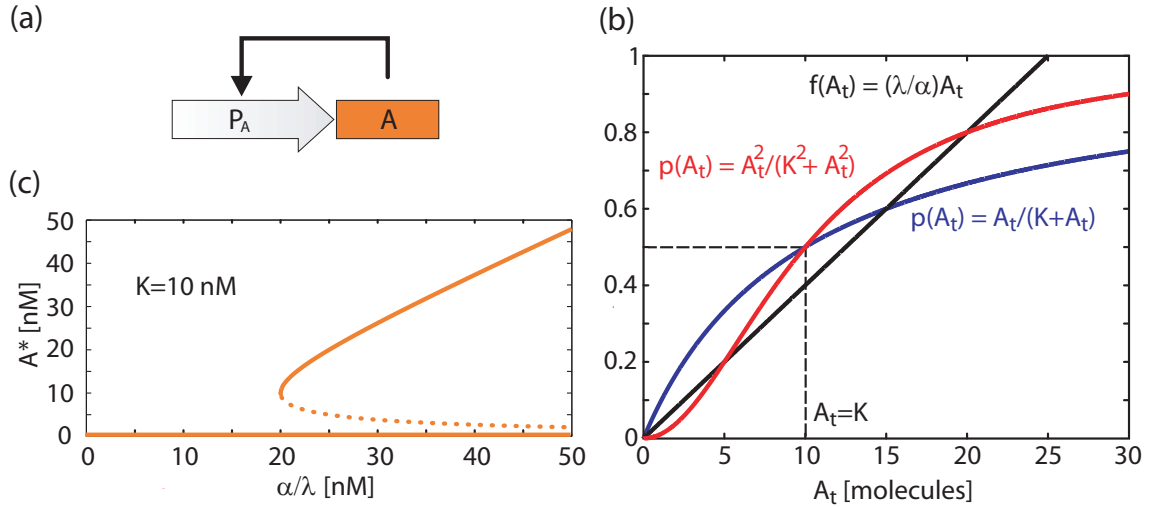 (a)
P_A
A
(c)
50
40
30
20
10
0
A* [nM]
K=10 nM
0
10
20
30
40
50
α/λ [nM]
(b)
1
0.8
0.6
0.4
0.2
0
f(A_t) = (λ/α)A_t
p(A_t) = A_t^2/(K^2+ A_t^2)
p(A_t) = A_t/(K+A_t)
A_t=K
0
5
10
15
20
25
30
A_t [molecules]